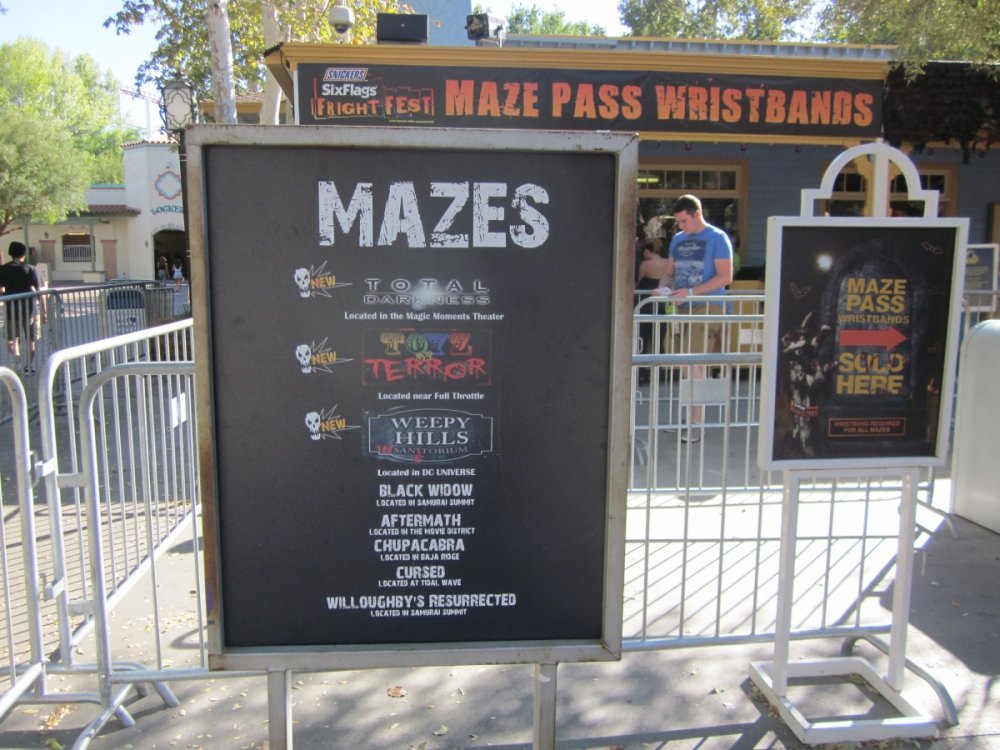 SNICKERS
SixFlags
FRIGHT FEST
MAZE PASS WRISTBANDS
LOCKER
MAZES
NEW
TOTAL
DARKNESS
Located in the Magic Moments Theater
NEW
TOYZ
OF
TERROR
Located near Full Throttle
NEW
WEEPY
HILLS
INSANITORIUM
Located in DC UNIVERSE
BLACK WIDOW
LOCATED IN SAMURAI SUMMIT
AFTERMATH
LOCATED IN THE MOVIE DISTRICT
CHUPACABRA
LOCATED IN BAJA RIDGE
CURSED
LOCATED AT TIDAL WAVE
WILLOUGHBY'S RESURRECTED
LOCATED IN SAMURAI SUMMIT
MAZE
PASS
WRISTBANDS
SOLD
HERE
WRISTBAND REQUIRED
FOR ALL MAZES